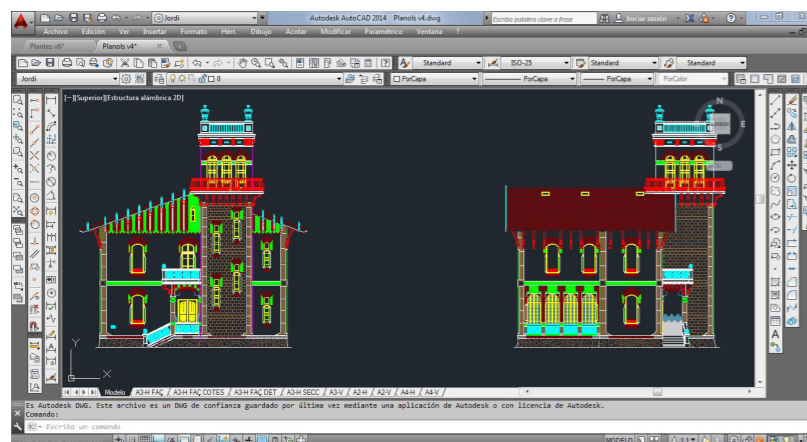 Jordi
Autodesk AutoCAD 2014 Planols v4.dwg
Escriba palabra clave o frase
Iniciar sesión
Archivo Edición Ver Insertar Formato Herr. Dibujo Acotar Modificar Paramétrico Ventana ?
Plantes v6* Planols v4*
Standard ISO-25 Standard Standard
Jordi 0 PorCapa PorCapa PorCapa PorColor
[−][Superior][Estructura alámbrica 2D]
N
E
S
Y
X
Modelo A3-H FAÇ A3-H FAÇ COTES A3-H FAÇ DET A3-H SECC A3-V A2-H A2-V A4-H A4-V
Es Autodesk DWG. Este archivo es un DWG de confianza guardado por última vez mediante una aplicación de Autodesk o con licencia de Autodesk.
Comando:
Escriba un comando
MODELO
A